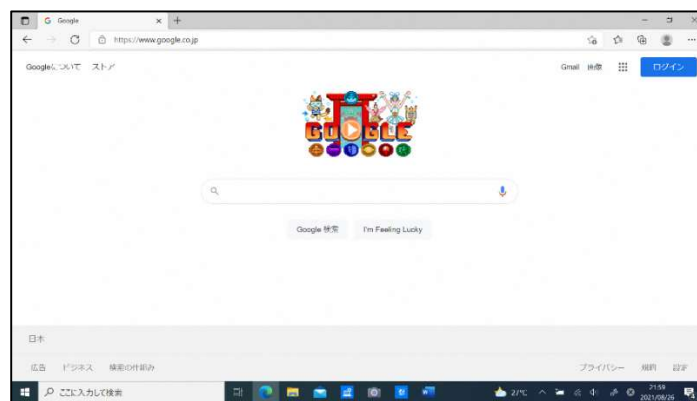 Google
https://www.google.co.jp
Googleについて ストア
Gmail 画像
ログイン
GOOGLE
Google 検索 I'm Feeling Lucky
日本
広告 ビジネス 検索の仕組み
プライバシー 規約 設定
ここに入力して検索
27°C
21:59
2021/08/26